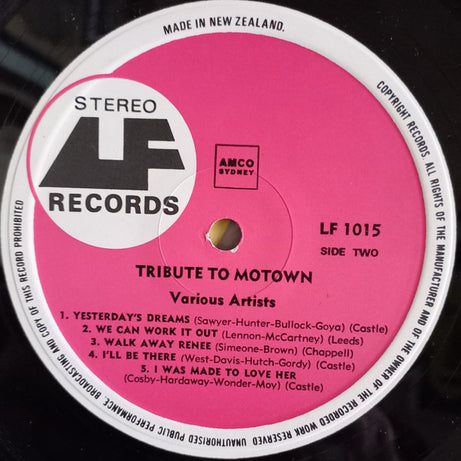 MADE IN NEW ZEALAND.
COPYRIGHT RECORDS. ALL RIGHTS OF THE MANUFACTURER AND OF THE OWNER OF THE RECORDED WORK RESERVED UNAUTHORISED PUBLIC PERFORMANCE, BROADCASTING AND COPY OF THIS RECORD PROHIBITED
STEREO
LF
RECORDS
AMCO
SYDNEY
LF 1015
SIDE TWO
TRIBUTE TO MOTOWN
Various Artists
1. YESTERDAY'S DREAMS (Sawyer-Hunter-Bullock-Goya) (Castle)
2. WE CAN WORK IT OUT (Lennon-McCartney) (Leeds)
3. WALK AWAY RENEE (Simeone-Brown) (Chappell)
4. I'LL BE THERE (West-Davis-Hutch-Gordy) (Castle)
5. I WAS MADE TO LOVE HER
(Cosby-Hardaway-Wonder-Moy) (Castle)